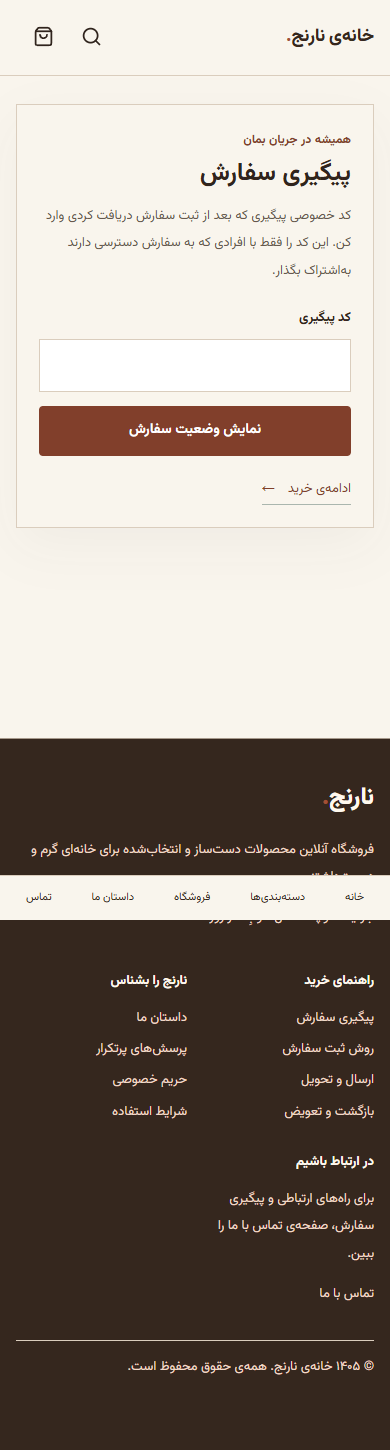 خانه‌ی نارنج.
همیشه در جریان بمان
پیگیری سفارش
کد خصوصی پیگیری که بعد از ثبت سفارش دریافت کردی وارد
کن. این کد را فقط با افرادی که به سفارش دسترسی دارند
به‌اشتراک بگذار.
کد پیگیری
نمایش وضعیت سفارش
ادامه‌ی خرید ←
نارنج.
فروشگاه آنلاین محصولات دست‌ساز و انتخاب‌شده برای خانه‌ای گرم و
خانه دسته‌بندی‌ها فروشگاه داستان ما تماس
راهنمای خرید
پیگیری سفارش
روش ثبت سفارش
ارسال و تحویل
بازگشت و تعویض
نارنج را بشناس
داستان ما
پرسش‌های پرتکرار
حریم خصوصی
شرایط استفاده
در ارتباط باشیم
برای راه‌های ارتباطی و پیگیری
سفارش، صفحه‌ی تماس با ما را
ببین.
تماس با ما
© ۱۴۰۵ خانه‌ی نارنج. همه‌ی حقوق محفوظ است.